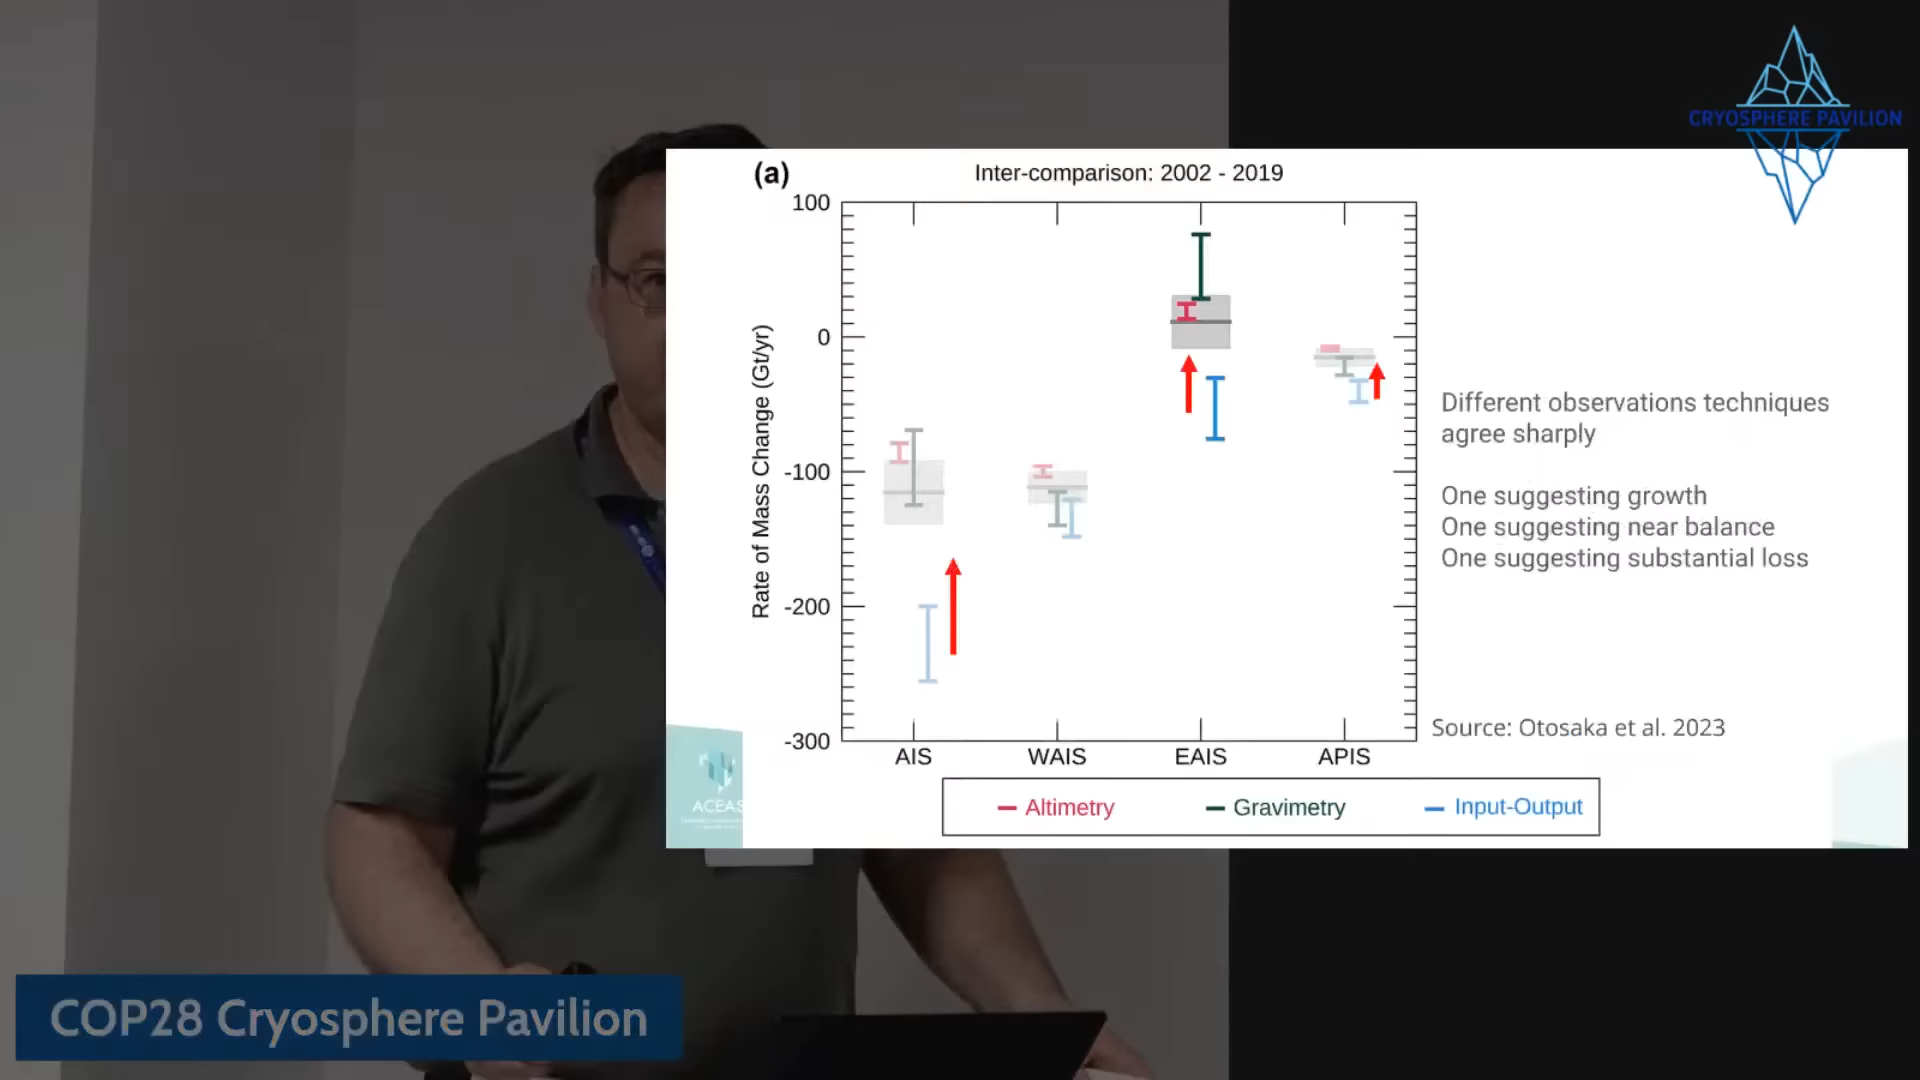 CRYOSPHERE PAVILION
(a)
Inter-comparison: 2002 - 2019
100
0
-100
-200
-300
Rate of Mass Change (Gt/yr)
AIS
WAIS
EAIS
APIS
Altimetry
Gravimetry
Input-Output
Different observations techniques
agree sharply
One suggesting growth
One suggesting near balance
One suggesting substantial loss
Source: Otosaka et al. 2023
ACEAS
COP28 Cryosphere Pavilion